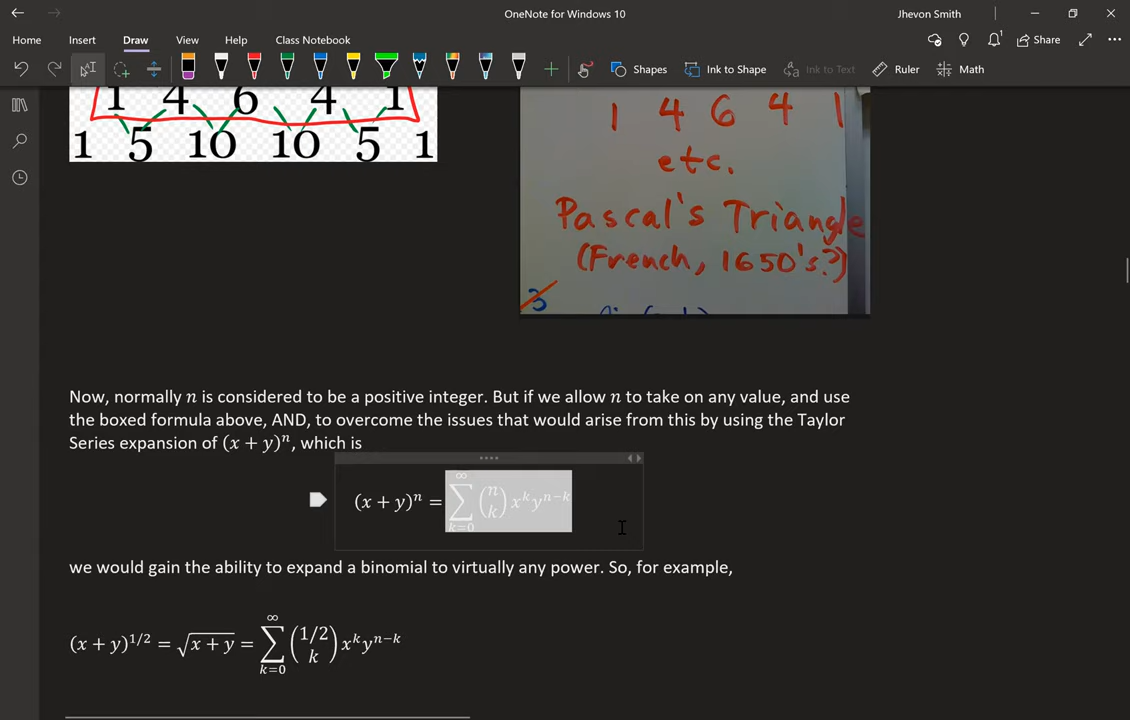 OneNote for Windows 10
Jhevon Smith
Home Insert Draw View Help Class Notebook
Share
Shapes Ink to Shape Ink to Text Ruler Math
1 4 6 4 1
1 5 10 10 5 1
1 4 6 4 1
etc.
Pascal's Triangle
(French, 1650's?)
3
Now, normally n is considered to be a positive integer. But if we allow n to take on any value, and use
the boxed formula above, AND, to overcome the issues that would arise from this by using the Taylor
Series expansion of (x + y)ⁿ, which is
(x + y)ⁿ = ∑_{k=0}^{∞} (n k) xᵏyⁿ⁻ᵏ
we would gain the ability to expand a binomial to virtually any power. So, for example,
(x + y)^{1/2} = √(x + y) = ∑_{k=0}^{∞} (1/2 k) xᵏyⁿ⁻ᵏ